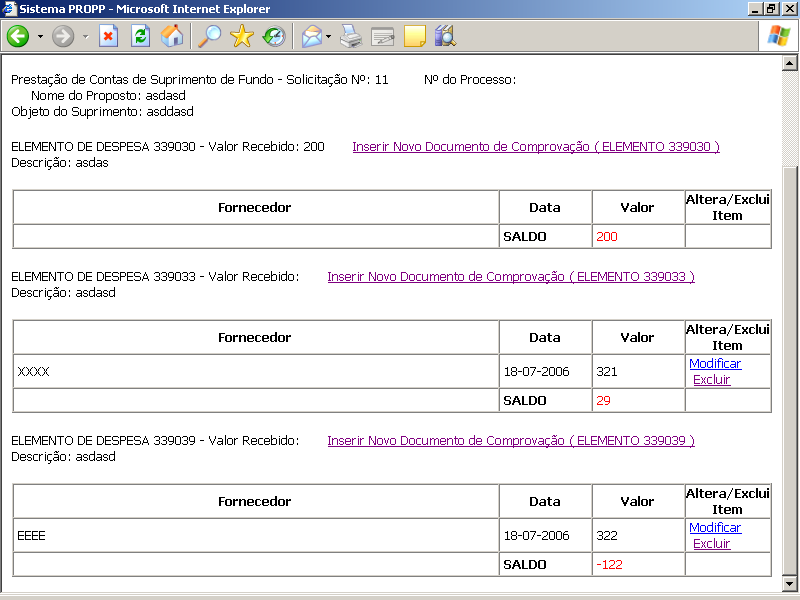 Sistema PROPP - Microsoft Internet Explorer
Prestação de Contas de Suprimento de Fundo - Solicitação Nº: 11 Nº do Processo:
Nome do Proposto: asdasd
Objeto do Suprimento: asddasd
ELEMENTO DE DESPESA 339030 - Valor Recebido: 200 Inserir Novo Documento de Comprovação ( ELEMENTO 339030 )
Descrição: asdas
Fornecedor Data Valor Altera/Exclui Item
SALDO 200
ELEMENTO DE DESPESA 339033 - Valor Recebido: Inserir Novo Documento de Comprovação ( ELEMENTO 339033 )
Descrição: asdasd
Fornecedor Data Valor Altera/Exclui Item
XXXX 18-07-2006 321 Modificar
Excluir
SALDO 29
ELEMENTO DE DESPESA 339039 - Valor Recebido: Inserir Novo Documento de Comprovação ( ELEMENTO 339039 )
Descrição: asdasd
Fornecedor Data Valor Altera/Exclui Item
EEEE 18-07-2006 322 Modificar
Excluir
SALDO -122